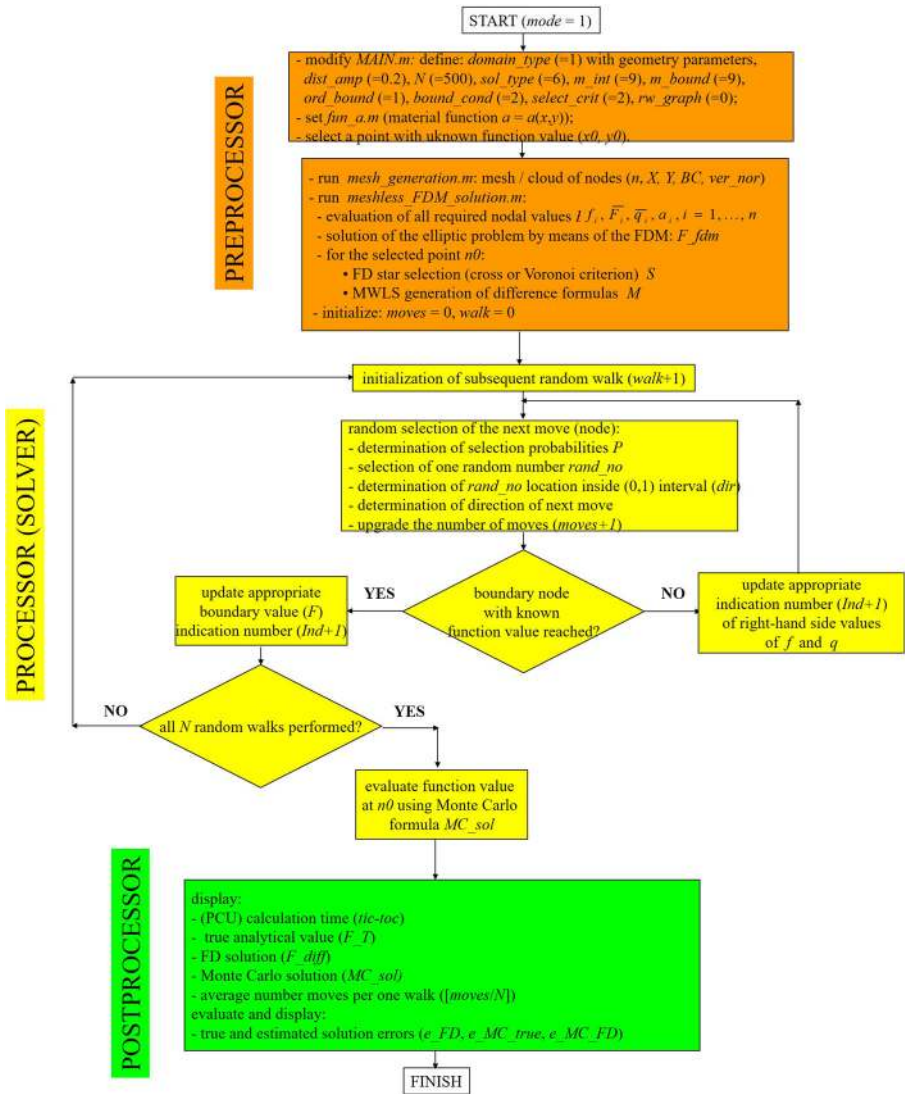 START (mode = 1)
PREPROCESSOR
- modify MAIN.m: define: domain_type (=1) with geometry parameters,
dist_amp (=0.2), N (=500), sol_type (=6), m_int (=9), m_bound (=9),
ord_bound (=1), bound_cond (=2), select_crit (=2), rw_graph (=0);
- set fun_a.m (material function a = a(x,y));
- select a point with uknown function value (x0, y0).
- run mesh_generation.m: mesh / cloud of nodes (n, X, Y, BC, ver_nor)
- run meshless_FDM_solution.m:
- evaluation of all required nodal values I f_i, F̅_i, q̅_i, a_i, i = 1, …, n
- solution of the elliptic problem by means of the FDM: F_fdm
- for the selected point n0:
• FD star selection (cross or Voronoi criterion) S
• MWLS generation of difference formulas M
- initialize: moves = 0, walk = 0
PROCESSOR (SOLVER)
initialization of subsequent random walk (walk+1)
random selection of the next move (node):
- determination of selection probabilities P
- selection of one random number rand_no
- determination of rand_no location inside (0,1) interval (dir)
- determination of direction of next move
- upgrade the number of moves (moves+1)
boundary node
with known
function value reached?
YES
NO
update appropriate
boundary value (F)
indication number (Ind+1)
update appropriate
indication number (Ind+1)
of right-hand side values
of f and q
all N random walks performed?
NO
YES
evaluate function value
at n0 using Monte Carlo
formula MC_sol
POSTPROCESSOR
display:
- (PCU) calculation time (tic-toc)
- true analytical value (F_T)
- FD solution (F_diff)
- Monte Carlo solution (MC_sol)
- average number moves per one walk ([moves/N])
evaluate and display:
- true and estimated solution errors (e_FD, e_MC_true, e_MC_FD)
FINISH